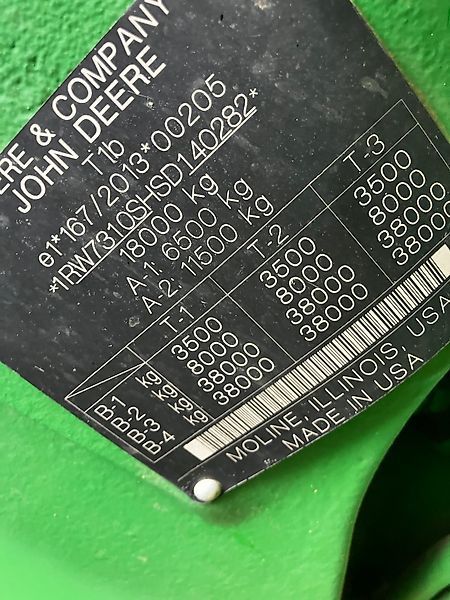 ERE & COMPANY
JOHN DEERE
T1b
e1*167/2013*00205
*1RW7310SHSD140282*
18000 kg
A-1: 6500 kg
A-2: 11500 kg
T-1 T-2 T-3
B-1 kg 3500 3500 3500
B-2 kg 8000 8000 8000
B-3 kg 38000 38000 38000
B-4 kg 38000 38000 38000
MOLINE, ILLINOIS, USA
MADE IN USA